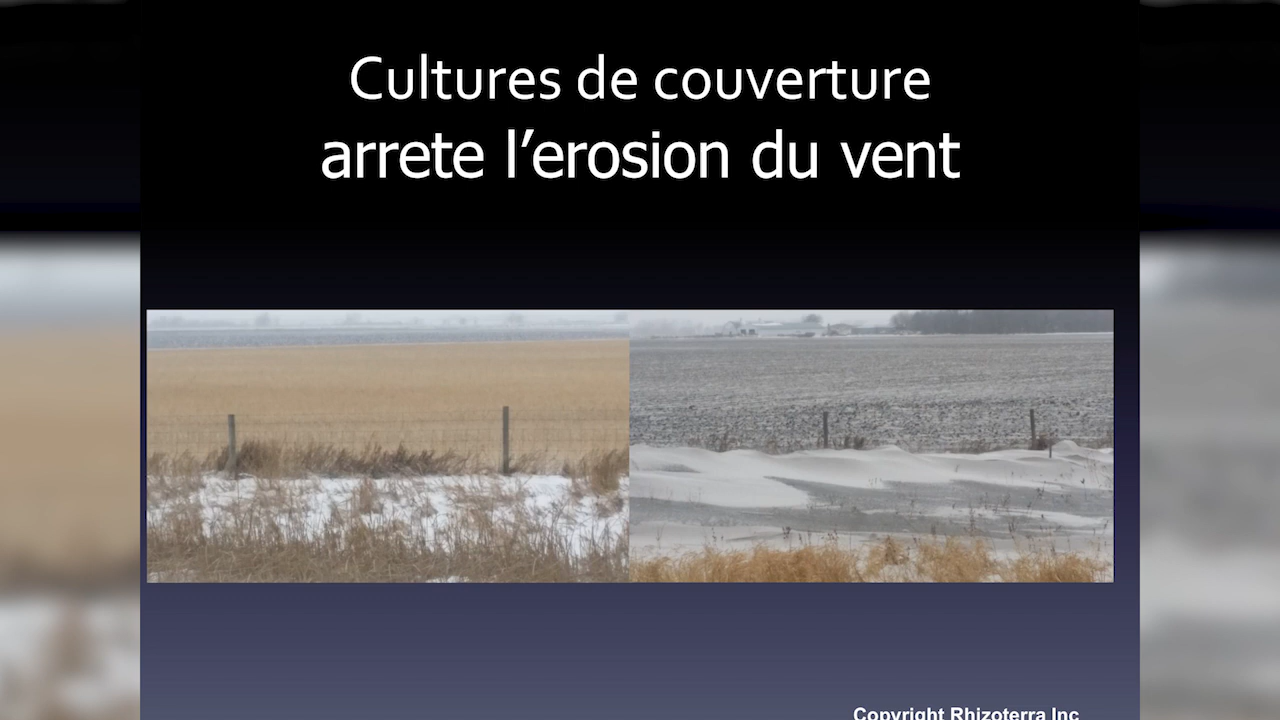 Cultures de couverture
arrete l’erosion du vent
Copyright Rhizoterra Inc